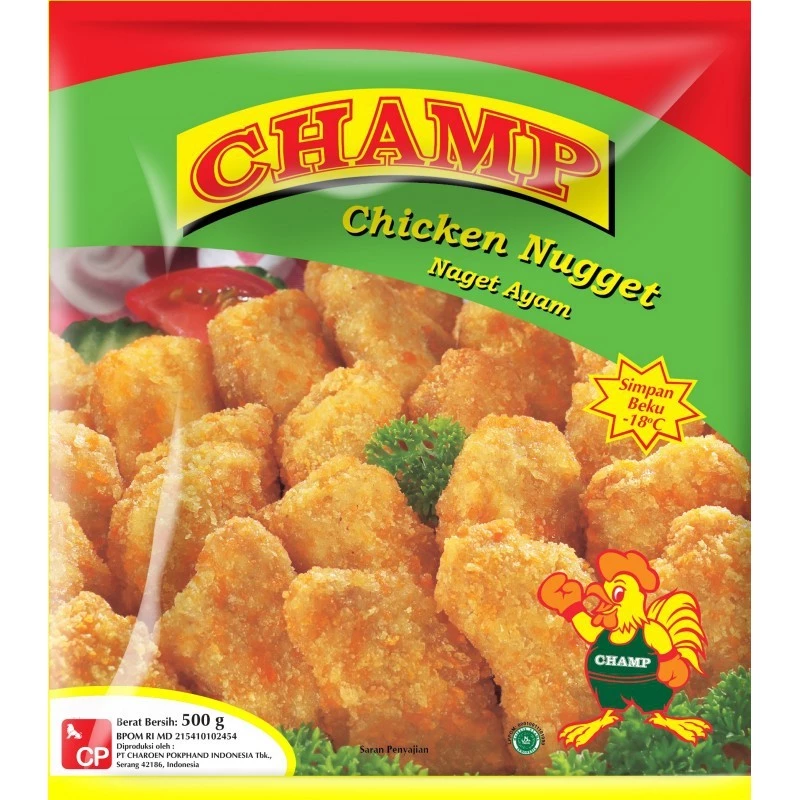 CHAMP
Chicken Nugget
Naget Ayam
Simpan
Beku
-18°C
CHAMP
CP
Berat Bersih: 500 g
BPOM RI MD 215410102454
Diproduksi oleh :
PT CHAROEN POKPHAND INDONESIA Tbk.,
Serang 42186, Indonesia
Saran Penyajian